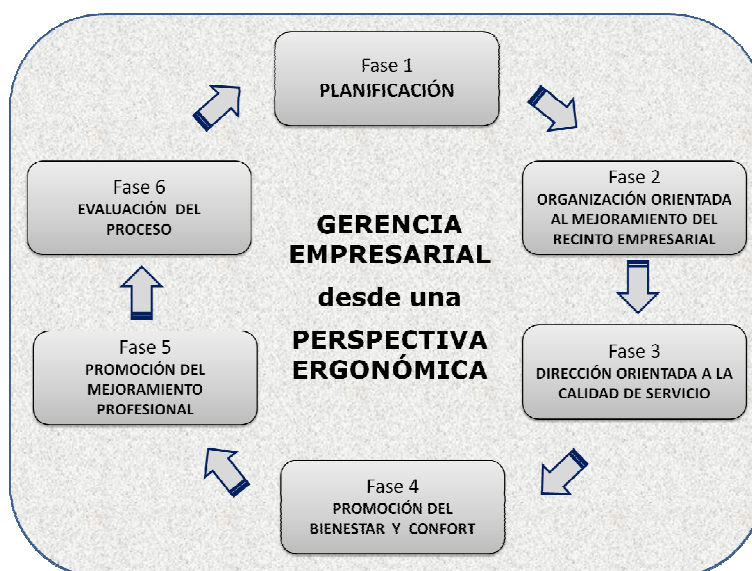 Fase 1
PLANIFICACIÓN
Fase 2
ORGANIZACIÓN ORIENTADA
AL MEJORAMIENTO DEL
RECINTO EMPRESARIAL
Fase 3
DIRECCIÓN ORIENTADA A LA
CALIDAD DE SERVICIO
Fase 4
PROMOCIÓN DEL
BIENESTAR Y CONFORT
Fase 5
PROMOCIÓN DEL
MEJORAMIENTO
PROFESIONAL
Fase 6
EVALUACIÓN DEL
PROCESO
GERENCIA
EMPRESARIAL
desde una
PERSPECTIVA
ERGONÓMICA